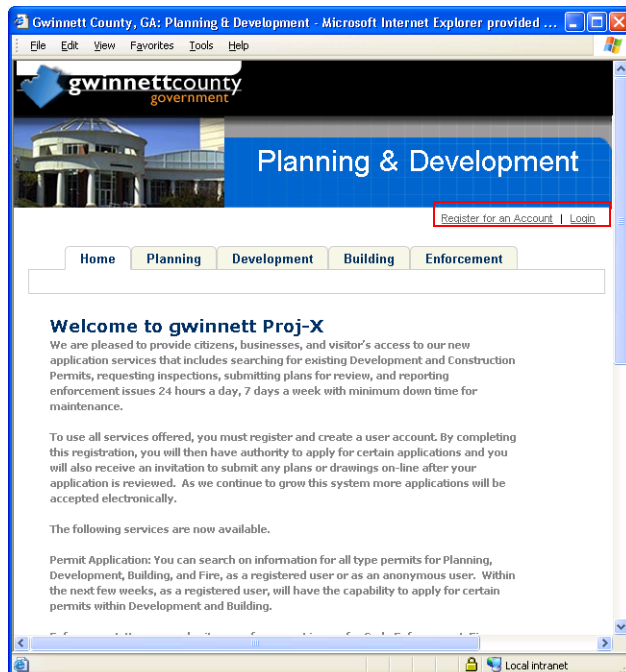 Gwinnett County, GA: Planning & Development - Microsoft Internet Explorer provided ...
File Edit View Favorites Tools Help
gwinnettcounty
government
Planning & Development
Register for an Account | Login
Home Planning Development Building Enforcement
Welcome to gwinnett Proj-X
We are pleased to provide citizens, businesses, and visitor's access to our new
application services that includes searching for existing Development and Construction
Permits, requesting inspections, submitting plans for review, and reporting
enforcement issues 24 hours a day, 7 days a week with minimum down time for
maintenance.
To use all services offered, you must register and create a user account. By completing
this registration, you will then have authority to apply for certain applications and you
will also receive an invitation to submit any plans or drawings on-line after your
application is reviewed. As we continue to grow this system more applications will be
accepted electronically.
The following services are now available.
Permit Application: You can search on information for all type permits for Planning,
Development, Building, and Fire, as a registered user or as an anonymous user. Within
the next few weeks, as a registered user, will have the capability to apply for certain
permits within Development and Building.
Local intranet